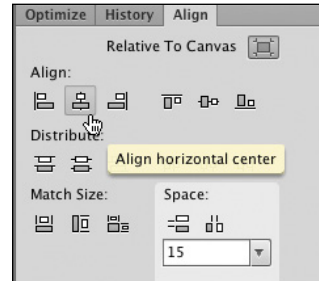 Optimize History Align
Relative To Canvas
Align:
Distribute:
Align horizontal center
Match Size: Space:
15